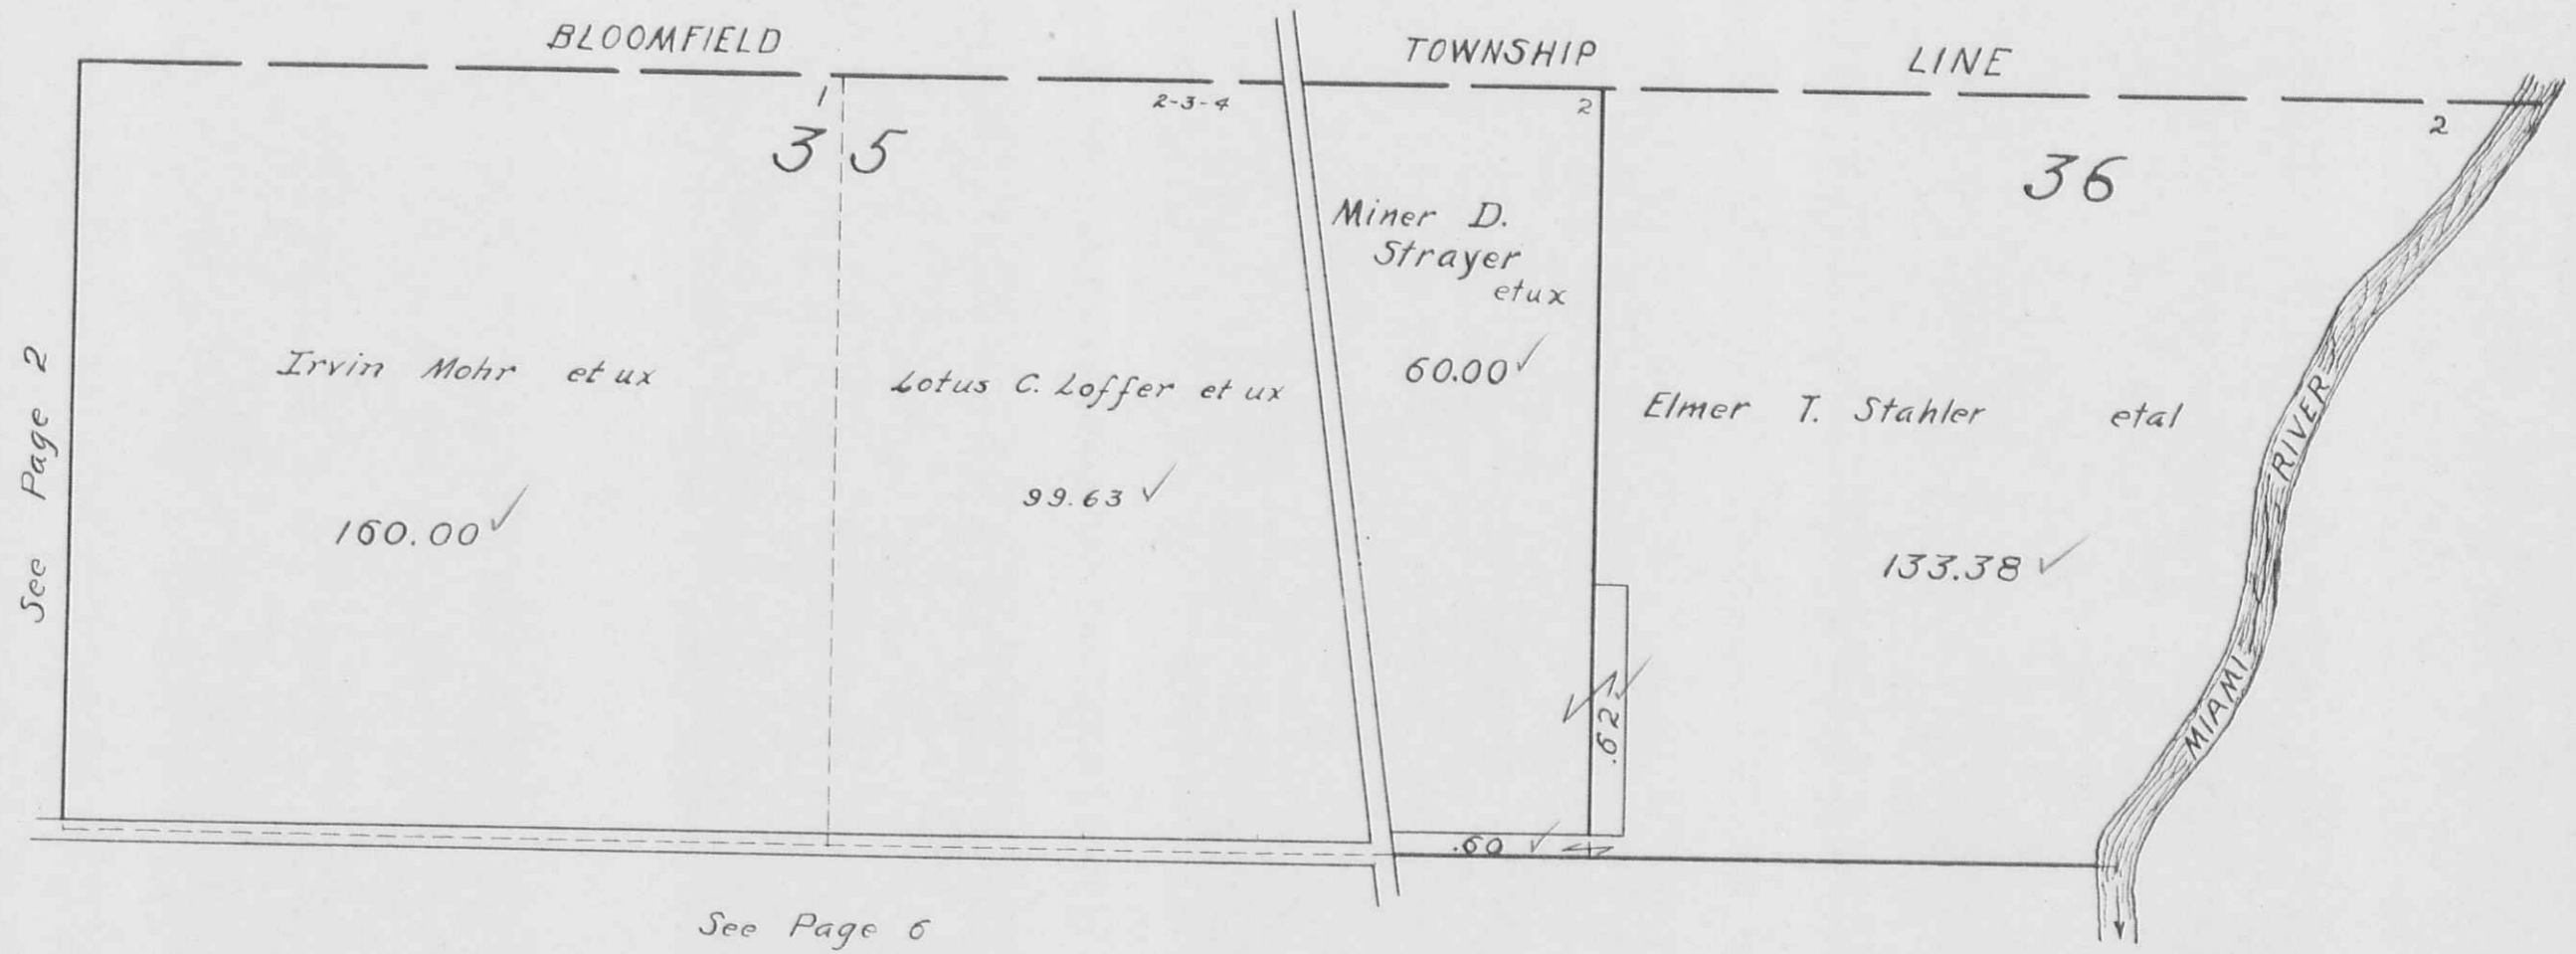 BLOOMFIELD TOWNSHIP LINE
1
2-3-4
2
2
35
36
Miner D.
Strayer
etux
60.00✓
See Page 2
Irvin Mohr et ux
160.00✓
Lotus C. Loffer et ux
99.63 ✓
Elmer T. Stahler etal
133.38 ✓
MIAMI RIVER
.62 ✓
.60 ✓
See Page 6